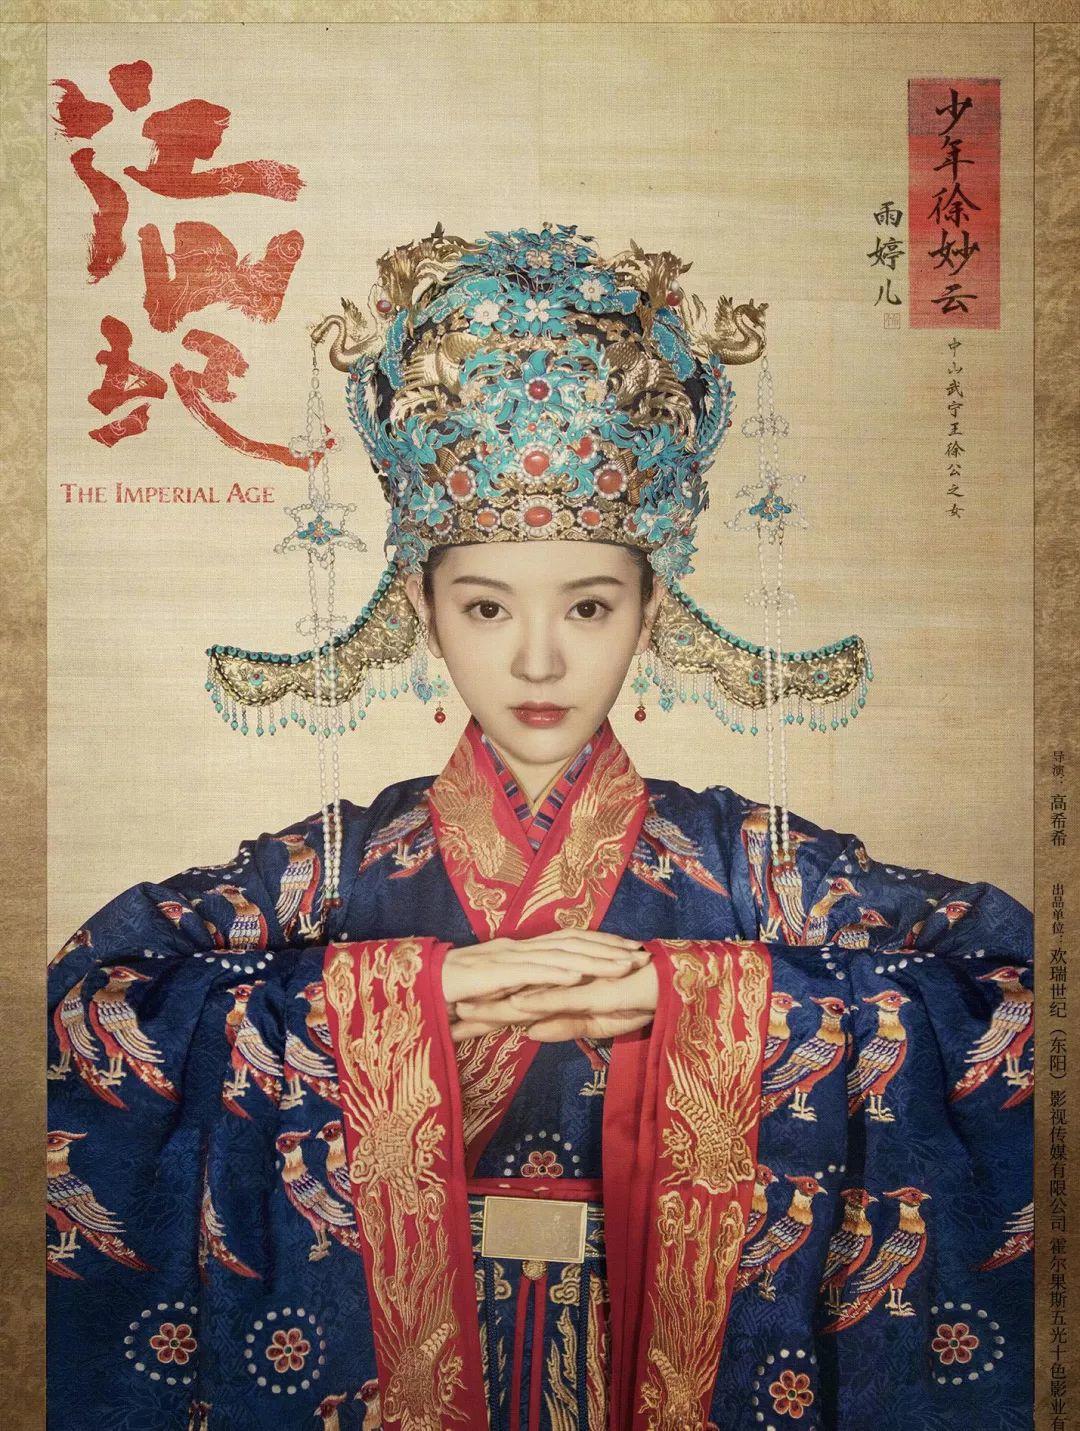 江山纪
THE IMPERIAL AGE
少年徐妙云
雨婷儿
中山武宁王徐公之女
导演：高希希
出品单位：欢瑞世纪（东阳）影视传媒有限公司 霍尔果斯五光十色影业有